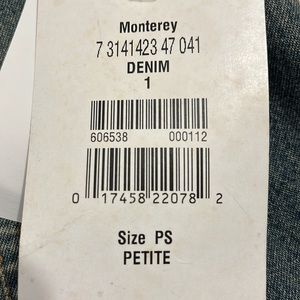 Monterey
7 3141423 47 041
DENIM
1
606538 000112
0 17458 22078 2
Size PS
PETITE